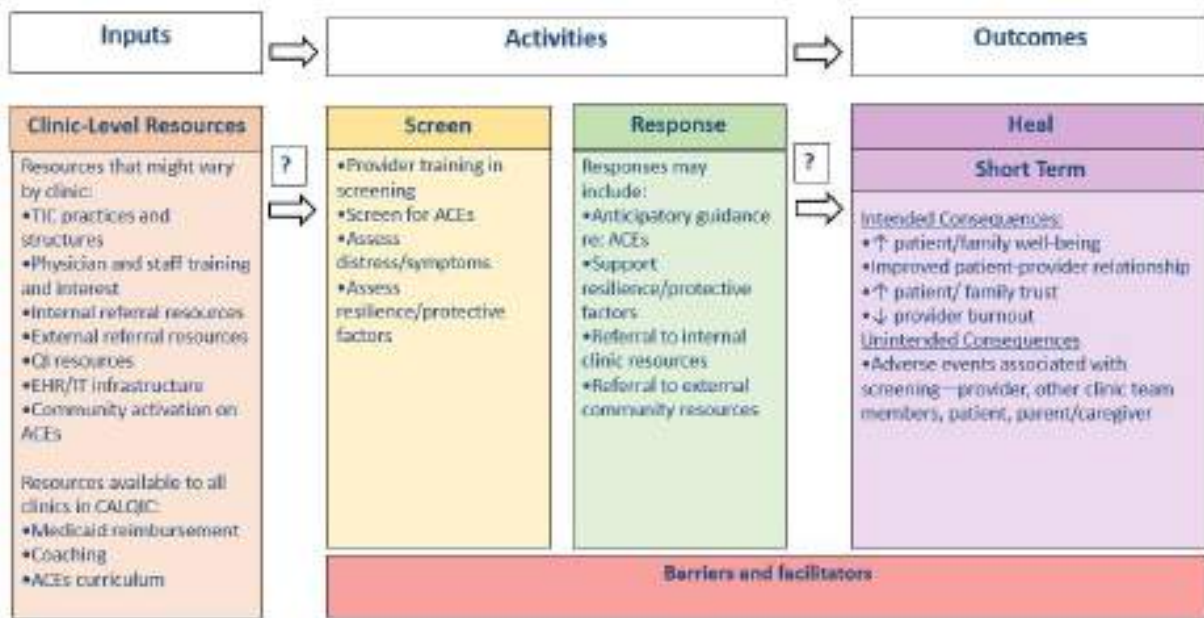 Inputs
Activities
Outcomes
Clinic-Level Resources
Resources that might vary
by clinic:
•TIC practices and
structures
•Physician and staff training
and interest
•Internal referral resources
•External referral resources
•QI resources
•EHR/IT infrastructure
•Community activation on
ACEs
Resources available to all
clinics in CALQIC:
•Medicaid reimbursement
•Coaching
•ACEs curriculum
?
Screen
•Provider training in
screening
•Screen for ACEs
•Assess
distress/symptoms
•Assess
resilience/protective
factors
Response
Responses may
include:
•Anticipatory guidance
re: ACEs
•Support
resilience/protective
factors
•Referral to internal
clinic resources
•Referral to external
community resources
?
Heal
Short Term
Intended Consequences:
•↑ patient/family well-being
•Improved patient-provider relationship
•↑ patient/ family trust
•↓ provider burnout
Unintended Consequences
•Adverse events associated with
screening—provider, other clinic team
members, patient, parent/caregiver
Barriers and facilitators